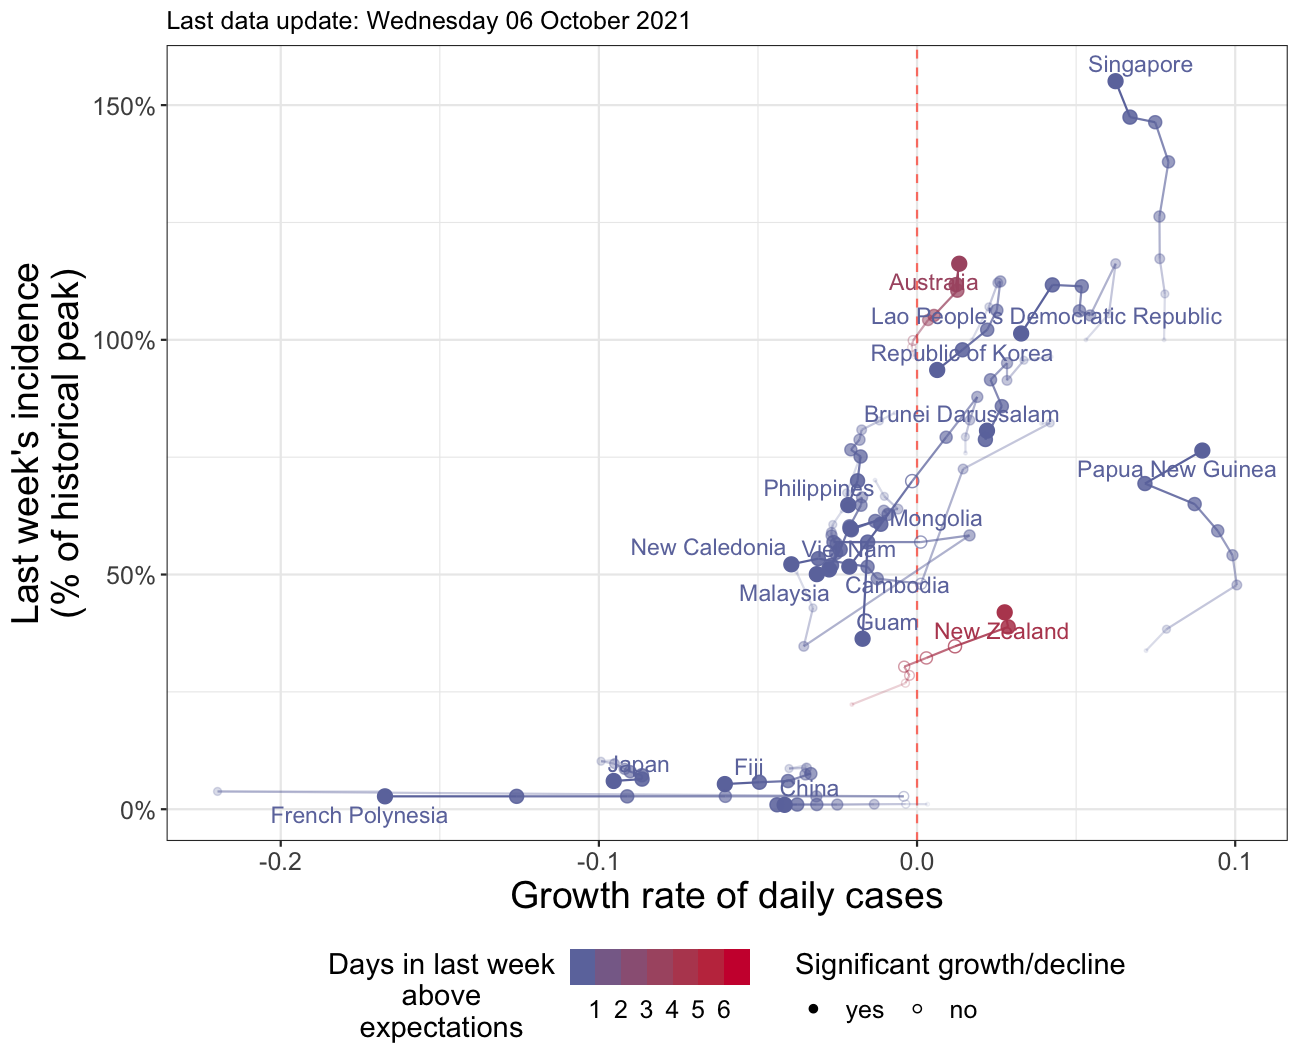 Last data update: Wednesday 06 October 2021
Last week's incidence
(% of historical peak)
150%
100%
50%
0%
Singapore
Australia
Lao People's Democratic Republic
Republic of Korea
Brunei Darussalam
Papua New Guinea
Philippines
Mongolia
New Caledonia
Viet Nam
Malaysia
Cambodia
Guam
New Zealand
Japan
Fiji
China
French Polynesia
-0.2
-0.1
0.0
0.1
Growth rate of daily cases
Days in last week
above
expectations
1 2 3 4 5 6
Significant growth/decline
yes
no